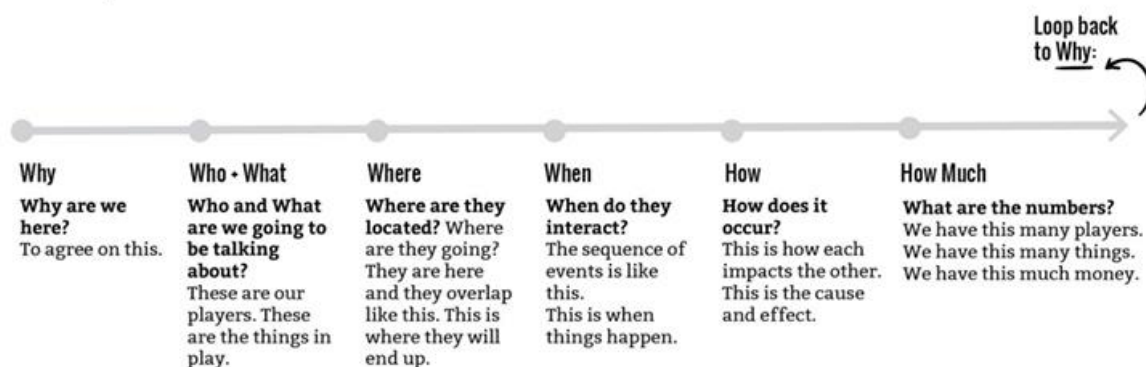 Loop back
to Why:
Why
Why are we
here?
To agree on this.
Who + What
Who and What
are we going to
be talking
about?
These are our
players. These
are the things in
play.
Where
Where are they
located? Where
are they going?
They are here
and they overlap
like this. This is
where they will
end up.
When
When do they
interact?
The sequence of
events is like
this.
This is when
things happen.
How
How does it
occur?
This is how each
impacts the other.
This is the cause
and effect.
How Much
What are the numbers?
We have this many players.
We have this many things.
We have this much money.